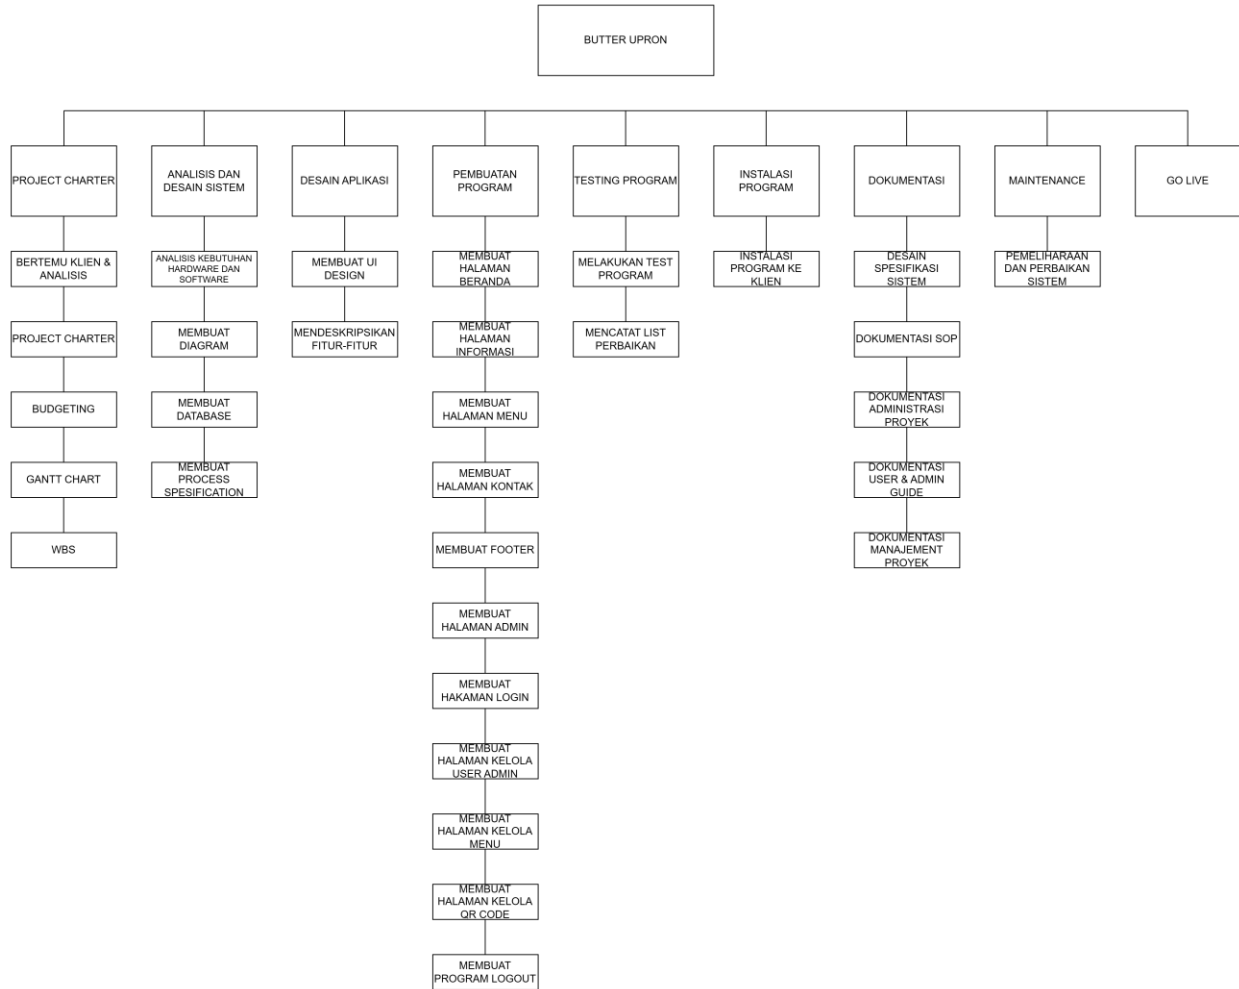 BUTTER UPRON
PROJECT CHARTER
ANALISIS DAN
DESAIN SISTEM
DESAIN APLIKASI
PEMBUATAN
PROGRAM
TESTING PROGRAM
INSTALASI
PROGRAM
DOKUMENTASI
MAINTENANCE
GO LIVE
BERTEMU KLIEN &
ANALISIS
PROJECT CHARTER
BUDGETING
GANTT CHART
WBS
ANALISIS KEBUTUHAN
HARDWARE DAN
SOFTWARE
MEMBUAT
DIAGRAM
MEMBUAT
DATABASE
MEMBUAT
PROCESS
SPESIFICATION
MEMBUAT UI
DESIGN
MENDESKRIPSIKAN
FITUR-FITUR
MEMBUAT
HALAMAN
BERANDA
MEMBUAT
HALAMAN
INFORMASI
MEMBUAT
HALAMAN MENU
MEMBUAT
HALAMAN KONTAK
MEMBUAT FOOTER
MEMBUAT
HALAMAN ADMIN
MEMBUAT
HAKAMAN LOGIN
MEMBUAT
HALAMAN KELOLA
USER ADMIN
MEMBUAT
HALAMAN KELOLA
MENU
MEMBUAT
HALAMAN KELOLA
QR CODE
MEMBUAT
PROGRAM LOGOUT
MELAKUKAN TEST
PROGRAM
MENCATAT LIST
PERBAIKAN
INSTALASI
PROGRAM KE
KLIEN
DESAIN
SPESIFIKASI
SISTEM
DOKUMENTASI SOP
DOKUMENTASI
ADMINISTRASI
PROYEK
DOKUMENTASI
USER & ADMIN
GUIDE
DOKUMENTASI
MANAJEMENT
PROYEK
PEMELIHARAAN
DAN PERBAIKAN
SISTEM